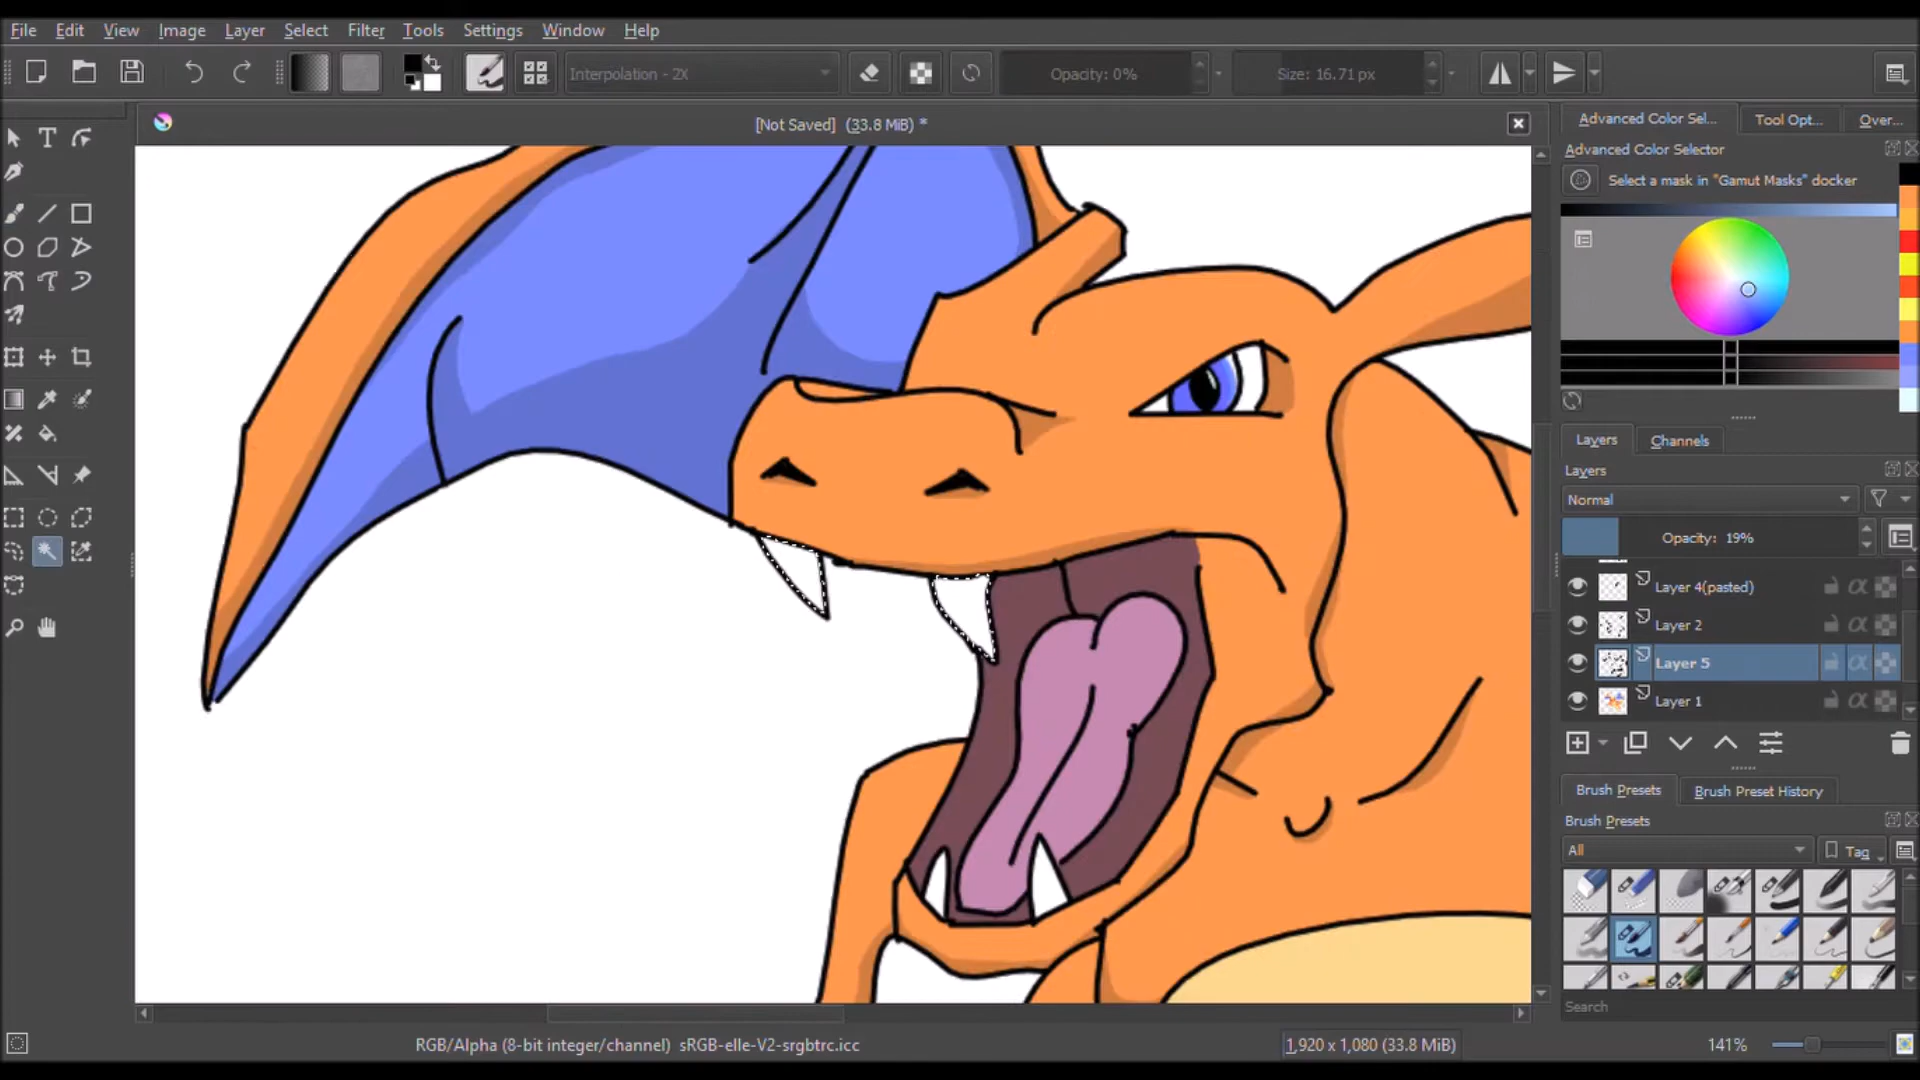 File Edit View Image Layer Select Filter Tools Settings Window Help
Interpolation - 2X
Opacity: 0%
Size: 16.71 px
[Not Saved] (33.8 MiB) *
Advanced Color Sel... Tool Opt... Over...
Advanced Color Selector
Select a mask in "Gamut Masks" docker
Layers Channels
Layers
Normal
Opacity: 19%
Layer 4(pasted)
Layer 2
Layer 5
Layer 1
Brush Presets Brush Preset History
Brush Presets
All
Tag
Search
RGB/Alpha (8-bit integer/channel) sRGB-elle-V2-srgbtrc.icc
1,920 x 1,080 (33.8 MiB)
141%